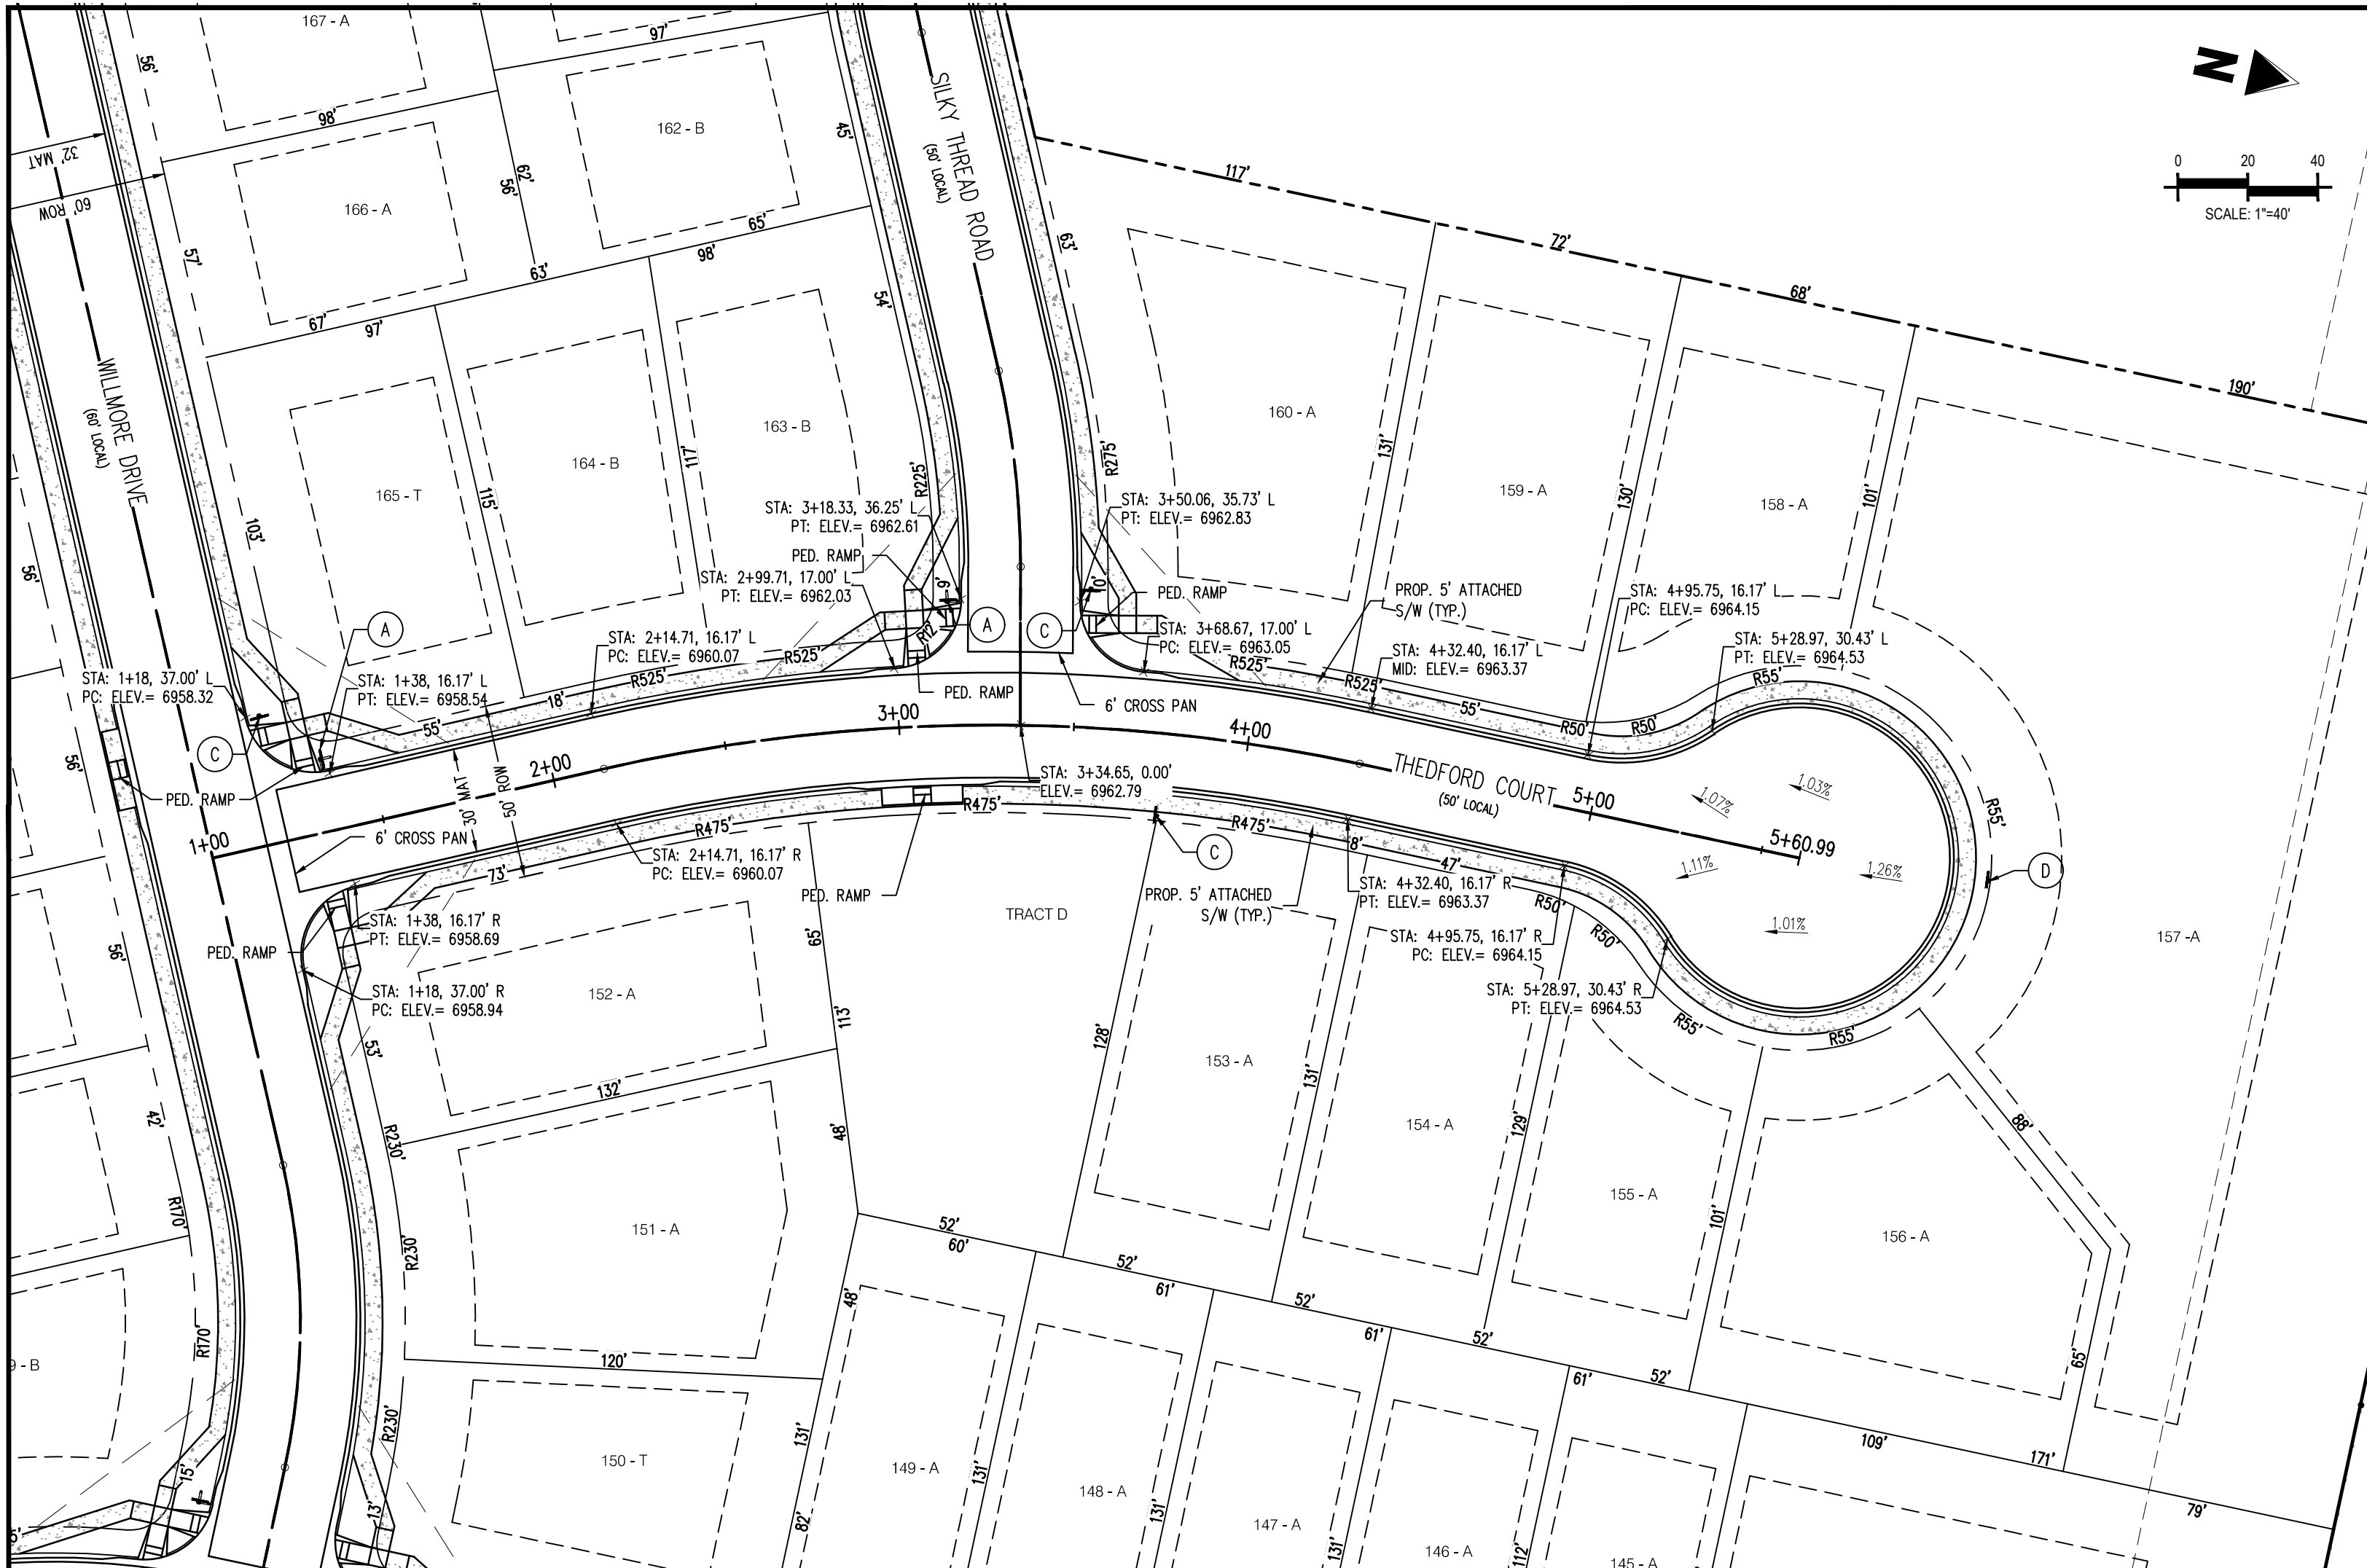 167 - A
97'
56'
98'
162 - B
45'
SILKY THREAD ROAD
(50' LOCAL)
N
0 20 40
SCALE: 1"=40'
32' MAT
60' ROW
166 - A
62'
56'
65'
98'
63'
57'
67'
97'
54'
63'
117'
72'
68'
190'
WILLMORE DRIVE
(60' LOCAL)
103'
165 - T
115'
164 - B
117'
163 - B
R225'
R275'
160 - A
131'
159 - A
130'
158 - A
101'
STA: 3+18.33, 36.25' L
PT: ELEV.= 6962.61
PED. RAMP
STA: 2+99.71, 17.00' L
PT: ELEV.= 6962.03
9'
R12'
A
C
10'
STA: 3+50.06, 35.73' L
PT: ELEV.= 6962.83
PED. RAMP
STA: 3+68.67, 17.00' L
PC: ELEV.= 6963.05
PROP. 5' ATTACHED
S/W (TYP.)
STA: 4+32.40, 16.17' L
MID: ELEV.= 6963.37
STA: 4+95.75, 16.17' L
PC: ELEV.= 6964.15
STA: 5+28.97, 30.43' L
PT: ELEV.= 6964.53
A
STA: 1+18, 37.00' L
PC: ELEV.= 6958.32
STA: 1+38, 16.17' L
PT: ELEV.= 6958.54
STA: 2+14.71, 16.17' L
PC: ELEV.= 6960.07
C
56'
56'
55'
18'
R525'
R525'
PED. RAMP
6' CROSS PAN
R525'
R525'
55'
R50'
R50'
R55'
R55'
PED. RAMP
1+00
2+00
3+00
4+00
5+00
5+60.99
THEDFORD COURT
(50' LOCAL)
1.07%
1.03%
1.11%
1.26%
1.01%
30' MAT
50' ROW
6' CROSS PAN
STA: 3+34.65, 0.00'
ELEV.= 6962.79
73'
R475'
R475'
R475'
8'
47'
C
D
STA: 2+14.71, 16.17' R
PC: ELEV.= 6960.07
PED. RAMP
PROP. 5' ATTACHED
S/W (TYP.)
STA: 4+32.40, 16.17' R
PT: ELEV.= 6963.37
STA: 4+95.75, 16.17' R
PC: ELEV.= 6964.15
STA: 5+28.97, 30.43' R
PT: ELEV.= 6964.53
R50'
R50'
R55'
R55'
STA: 1+38, 16.17' R
PT: ELEV.= 6958.69
PED. RAMP
STA: 1+18, 37.00' R
PC: ELEV.= 6958.94
TRACT D
157 -A
56'
152 - A
65'
113'
53'
132'
48'
128'
153 - A
131'
154 - A
129'
155 - A
101'
156 - A
88'
65'
42'
R170'
R170'
R230'
R230'
R230'
151 - A
120'
48'
52'
60'
52'
61'
52'
61'
52'
61'
52'
109'
171'
79'
9 - B
150 - T
131'
82'
149 - A
131'
148 - A
131'
147 - A
131'
146 - A
112'
145 - A
15'
13'
5'